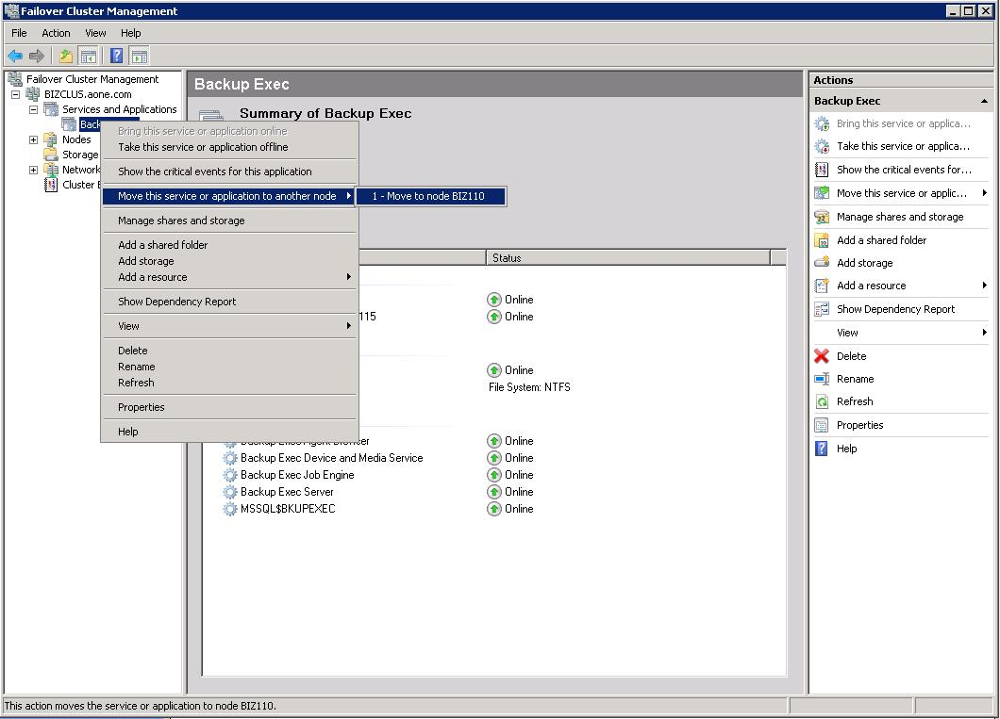 Failover Cluster Management
File Action View Help
Failover Cluster Management
BIZCLUS.aone.com
Services and Applications
Back
Nodes
Storage
Network
Cluster E
Bring this service or application online
Take this service or application offline
Show the critical events for this application
Move this service or application to another node
1 - Move to node BIZ110
Manage shares and storage
Add a shared folder
Add storage
Add a resource
Show Dependency Report
View
Delete
Rename
Refresh
Properties
Help
Backup Exec
Summary of Backup Exec
Status
Online
115 Online
Online
File System: NTFS
Backup Exec Agent Browser Online
Backup Exec Device and Media Service Online
Backup Exec Job Engine Online
Backup Exec Server Online
MSSQL$BKUPEXEC Online
Actions
Backup Exec
Bring this service or applica...
Take this service or applica...
Show the critical events for...
Move this service or applic...
Manage shares and storage
Add a shared folder
Add storage
Add a resource
Show Dependency Report
View
Delete
Rename
Refresh
Properties
Help
This action moves the service or application to node BIZ110.